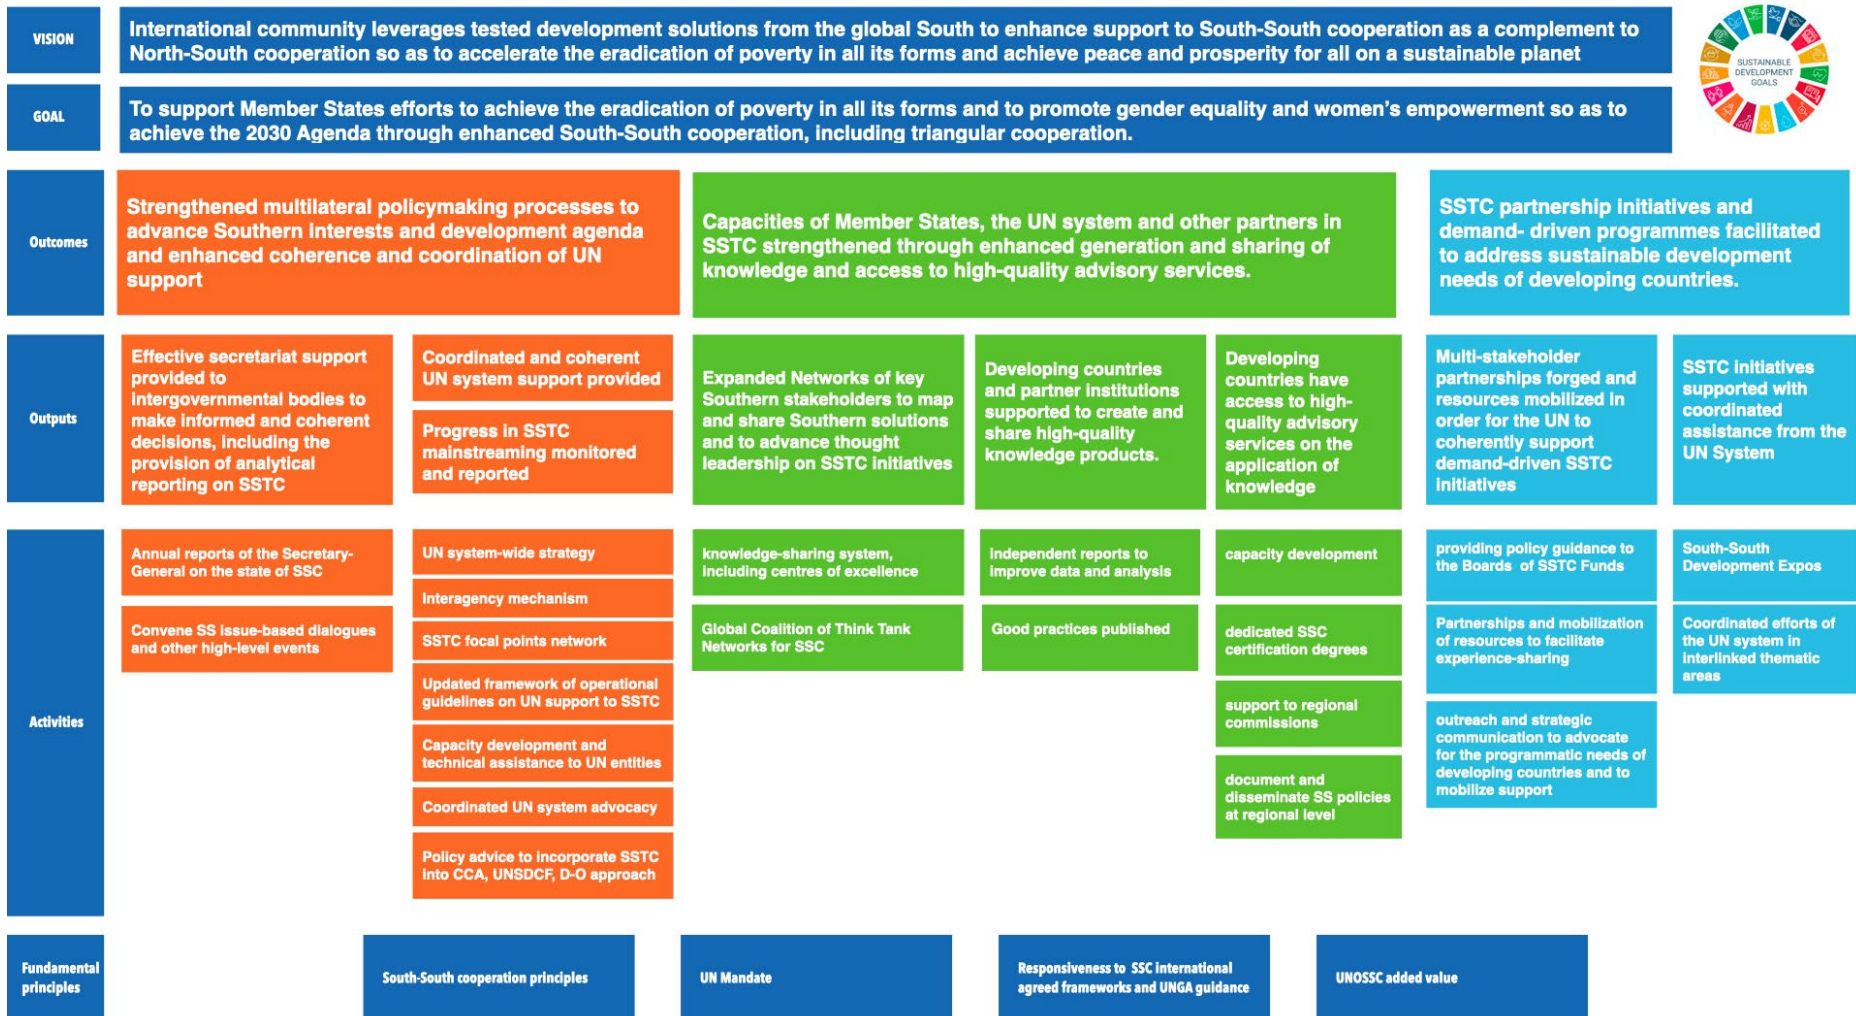 VISION
International community leverages tested development solutions from the global South to enhance support to South-South cooperation as a complement to
North-South cooperation so as to accelerate the eradication of poverty in all its forms and achieve peace and prosperity for all on a sustainable planet
SUSTAINABLE
DEVELOPMENT
GOALS
GOAL
To support Member States efforts to achieve the eradication of poverty in all its forms and to promote gender equality and women's empowerment so as to
achieve the 2030 Agenda through enhanced South-South cooperation, including triangular cooperation.
Outcomes
Strengthened multilateral policymaking processes to
advance Southern interests and development agenda
and enhanced coherence and coordination of UN
support
Capacities of Member States, the UN system and other partners in
SSTC strengthened through enhanced generation and sharing of
knowledge and access to high-quality advisory services.
SSTC partnership initiatives and
demand- driven programmes facilitated
to address sustainable development
needs of developing countries.
Outputs
Effective secretariat support
provided to
intergovernmental bodies to
make informed and coherent
decisions, including the
provision of analytical
reporting on SSTC
Coordinated and coherent
UN system support provided
Progress in SSTC
mainstreaming monitored
and reported
Expanded Networks of key
Southern stakeholders to map
and share Southern solutions
and to advance thought
leadership on SSTC initiatives
Developing countries
and partner institutions
supported to create and
share high-quality
knowledge products.
Developing
countries have
access to high-
quality advisory
services on the
application of
knowledge
Multi-stakeholder
partnerships forged and
resources mobilized in
order for the UN to
coherently support
demand-driven SSTC
initiatives
SSTC initiatives
supported with
coordinated
assistance from the
UN System
Activities
Annual reports of the Secretary-
General on the state of SSC
Convene SS issue-based dialogues
and other high-level events
UN system-wide strategy
Interagency mechanism
SSTC focal points network
Updated framework of operational
guidelines on UN support to SSTC
Capacity development and
technical assistance to UN entities
Coordinated UN system advocacy
Policy advice to incorporate SSTC
into CCA, UNSDCF, D-O approach
knowledge-sharing system,
including centres of excellence
Global Coalition of Think Tank
Networks for SSC
independent reports to
improve data and analysis
Good practices published
capacity development
dedicated SSC
certification degrees
support to regional
commissions
document and
disseminate SS policies
at regional level
providing policy guidance to
the Boards of SSTC Funds
Partnerships and mobilization
of resources to facilitate
experience-sharing
outreach and strategic
communication to advocate
for the programmatic needs of
developing countries and to
mobilize support
South-South
Development Expos
Coordinated efforts of
the UN system in
interlinked thematic
areas
Fundamental
principles
South-South cooperation principles
UN Mandate
Responsiveness to SSC international
agreed frameworks and UNGA guidance
UNOSSC added value